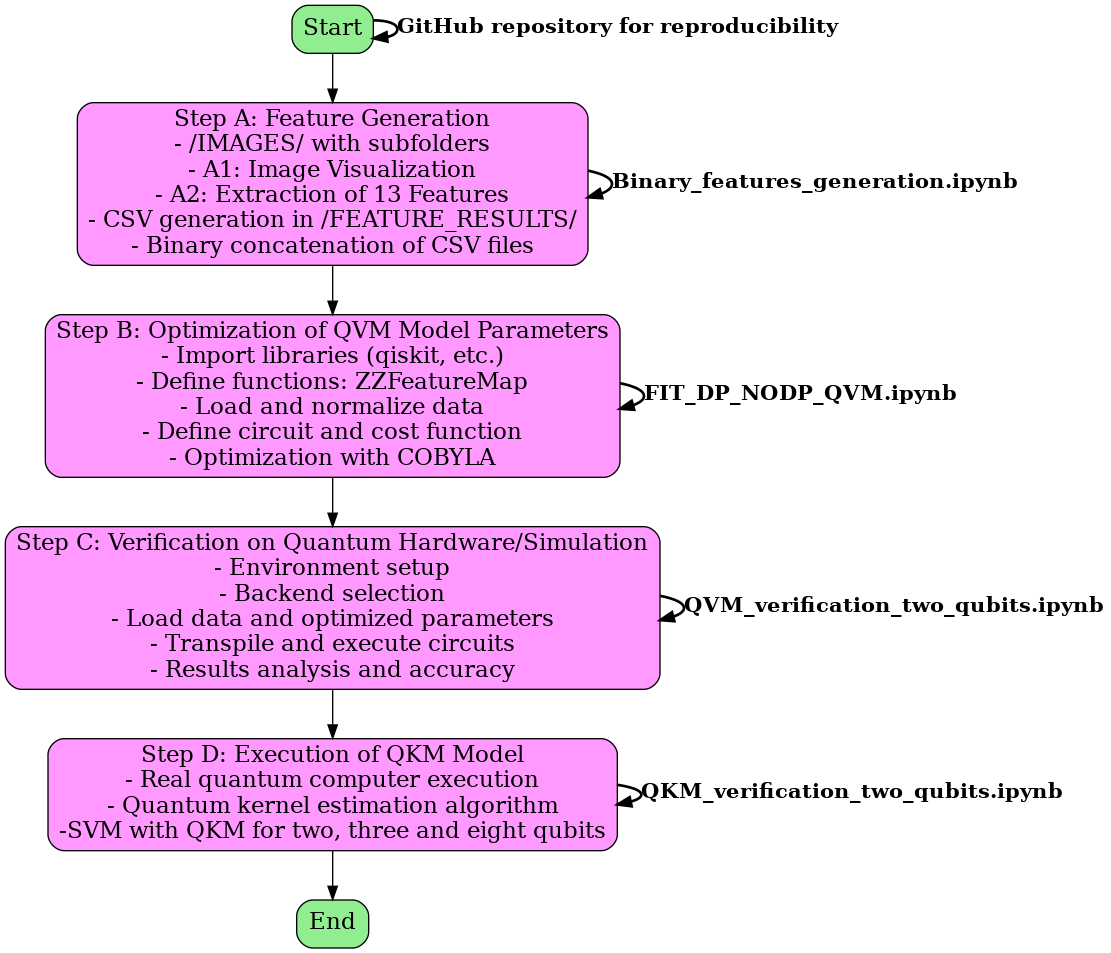 Start
GitHub repository for reproducibility
Step A: Feature Generation
- /IMAGES/ with subfolders
- A1: Image Visualization
- A2: Extraction of 13 Features
- CSV generation in /FEATURE_RESULTS/
- Binary concatenation of CSV files
Binary_features_generation.ipynb
Step B: Optimization of QVM Model Parameters
- Import libraries (qiskit, etc.)
- Define functions: ZZFeatureMap
- Load and normalize data
- Define circuit and cost function
- Optimization with COBYLA
FIT_DP_NODP_QVM.ipynb
Step C: Verification on Quantum Hardware/Simulation
- Environment setup
- Backend selection
- Load data and optimized parameters
- Transpile and execute circuits
- Results analysis and accuracy
QVM_verification_two_qubits.ipynb
Step D: Execution of QKM Model
- Real quantum computer execution
- Quantum kernel estimation algorithm
-SVM with QKM for two, three and eight qubits
QKM_verification_two_qubits.ipynb
End